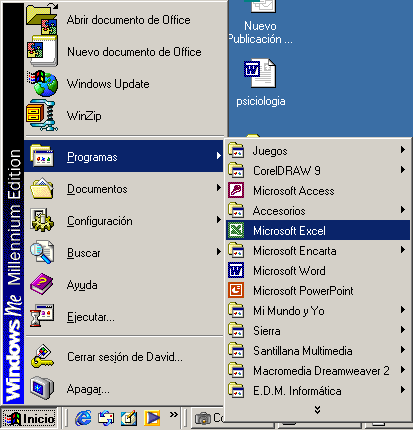 Abrir documento de Office
Nuevo documento de Office
Windows Update
WinZip
Programas
Documentos
Configuración
Buscar
Ayuda
Ejecutar...
Cerrar sesión de David...
Apagar...
Windows Me Millennium Edition
Nuevo
Publicación ...
psiciologia
Juegos
CorelDRAW 9
Microsoft Access
Accesorios
Microsoft Excel
Microsoft Encarta
Microsoft Word
Microsoft PowerPoint
Mi Mundo y Yo
Sierra
Santillana Multimedia
Macromedia Dreamweaver 2
E.D.M. Informática
Inicio